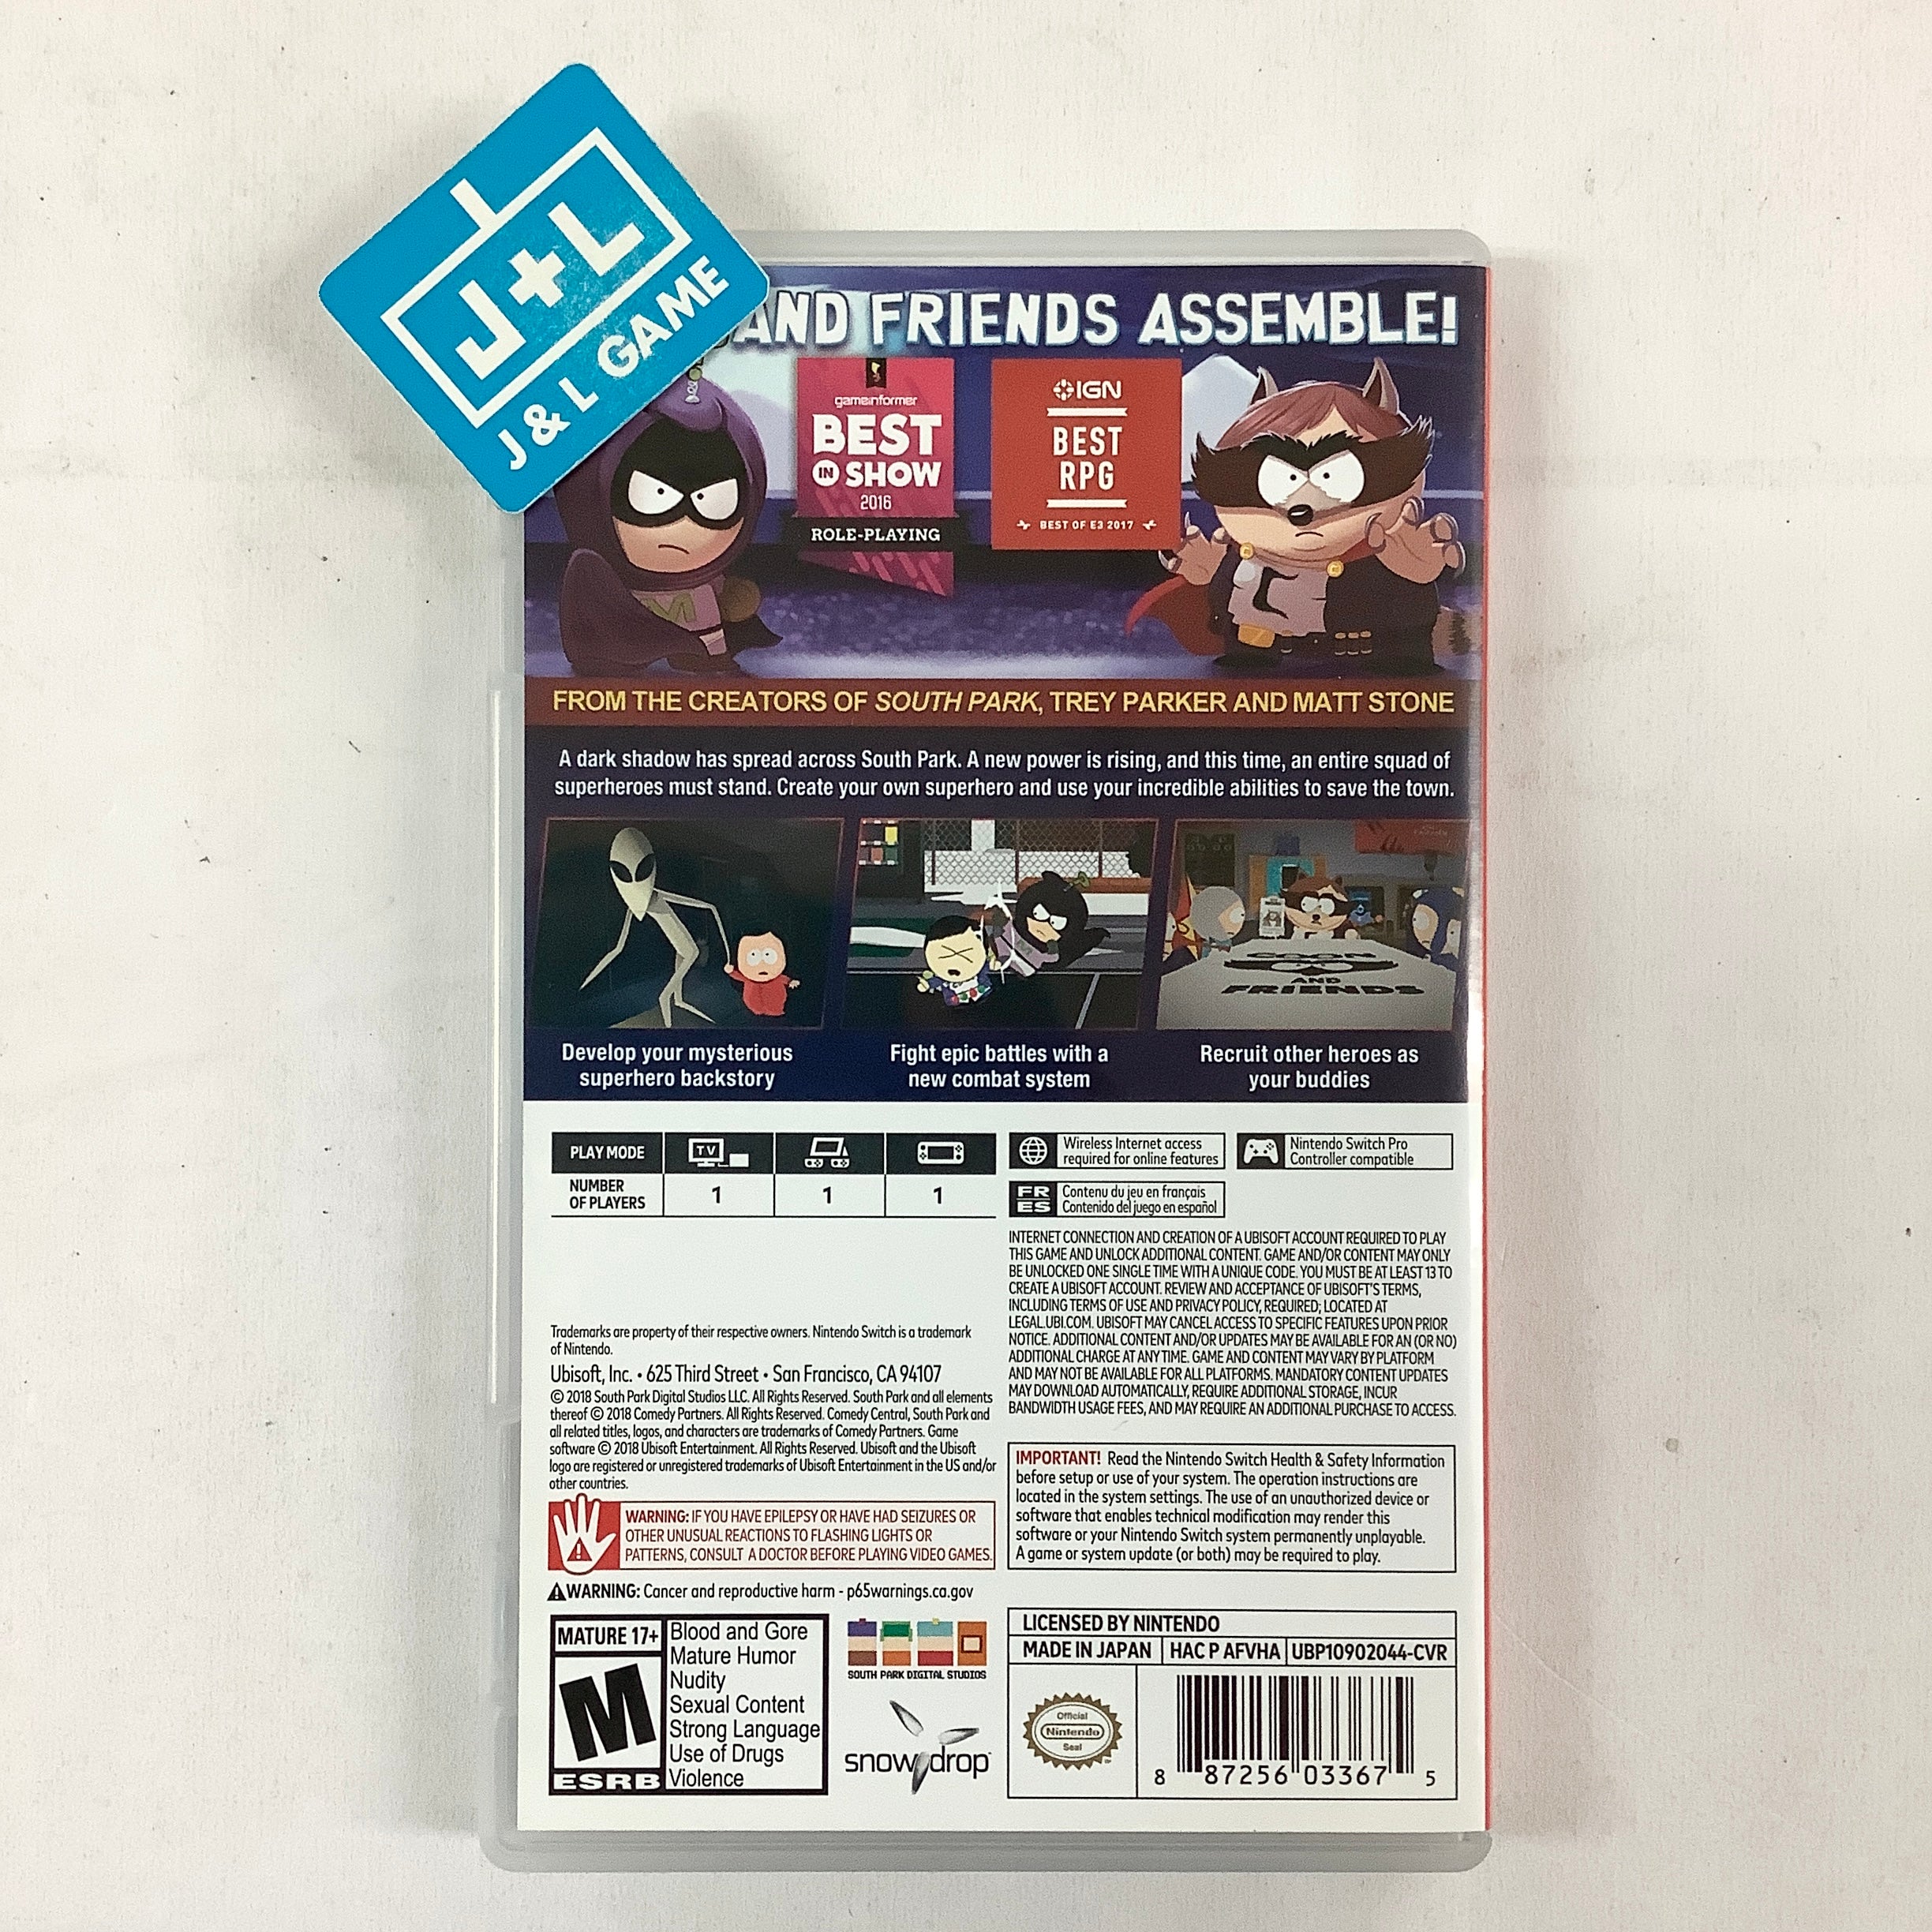 J+L
J & L GAME
AND FRIENDS ASSEMBLE!
gameinformer
BEST
IN SHOW
2016
ROLE-PLAYING
IGN
BEST
RPG
BEST OF E3 2017
M
FROM THE CREATORS OF SOUTH PARK, TREY PARKER AND MATT STONE
A dark shadow has spread across South Park. A new power is rising, and this time, an entire squad of
superheroes must stand. Create your own superhero and use your incredible abilities to save the town.
COON
AND
FRIENDS
Develop your mysterious
superhero backstory
Fight epic battles with a
new combat system
Recruit other heroes as
your buddies
PLAY MODE TV
NUMBER
OF PLAYERS 1 1 1
Wireless Internet access
required for online features
Nintendo Switch Pro
Controller compatible
FR Contenu du jeu en français
ES Contenido del juego en español
INTERNET CONNECTION AND CREATION OF A UBISOFT ACCOUNT REQUIRED TO PLAY
THIS GAME AND UNLOCK ADDITIONAL CONTENT. GAME AND/OR CONTENT MAY ONLY
BE UNLOCKED ONE SINGLE TIME WITH A UNIQUE CODE. YOU MUST BE AT LEAST 13 TO
CREATE A UBISOFT ACCOUNT. REVIEW AND ACCEPTANCE OF UBISOFT'S TERMS,
INCLUDING TERMS OF USE AND PRIVACY POLICY, REQUIRED; LOCATED AT
LEGAL.UBI.COM. UBISOFT MAY CANCEL ACCESS TO SPECIFIC FEATURES UPON PRIOR
NOTICE. ADDITIONAL CONTENT AND/OR UPDATES MAY BE AVAILABLE FOR AN (OR NO)
ADDITIONAL CHARGE AT ANY TIME. GAME AND CONTENT MAY VARY BY PLATFORM
AND MAY NOT BE AVAILABLE FOR ALL PLATFORMS. MANDATORY CONTENT UPDATES
MAY DOWNLOAD AUTOMATICALLY, REQUIRE ADDITIONAL STORAGE, INCUR
BANDWIDTH USAGE FEES, AND MAY REQUIRE AN ADDITIONAL PURCHASE TO ACCESS.
Trademarks are property of their respective owners. Nintendo Switch is a trademark
of Nintendo.
Ubisoft, Inc. • 625 Third Street • San Francisco, CA 94107
© 2018 South Park Digital Studios LLC. All Rights Reserved. South Park and all elements
thereof © 2018 Comedy Partners. All Rights Reserved. Comedy Central, South Park and
all related titles, logos, and characters are trademarks of Comedy Partners. Game
software © 2018 Ubisoft Entertainment. All Rights Reserved. Ubisoft and the Ubisoft
logo are registered or unregistered trademarks of Ubisoft Entertainment in the US and/or
other countries.
WARNING: IF YOU HAVE EPILEPSY OR HAVE HAD SEIZURES OR
OTHER UNUSUAL REACTIONS TO FLASHING LIGHTS OR
PATTERNS, CONSULT A DOCTOR BEFORE PLAYING VIDEO GAMES.
WARNING: Cancer and reproductive harm - p65warnings.ca.gov
IMPORTANT! Read the Nintendo Switch Health & Safety Information
before setup or use of your system. The operation instructions are
located in the system settings. The use of an unauthorized device or
software that enables technical modification may render this
software or your Nintendo Switch system permanently unplayable.
A game or system update (or both) may be required to play.
MATURE 17+
M
ESRB
Blood and Gore
Mature Humor
Nudity
Sexual Content
Strong Language
Use of Drugs
Violence
SOUTH PARK DIGITAL STUDIOS
snowdrop
LICENSED BY NINTENDO
MADE IN JAPAN HAC P AFVHA UBP10902044-CVR
Official
Nintendo
Seal
8 87256 03367 5